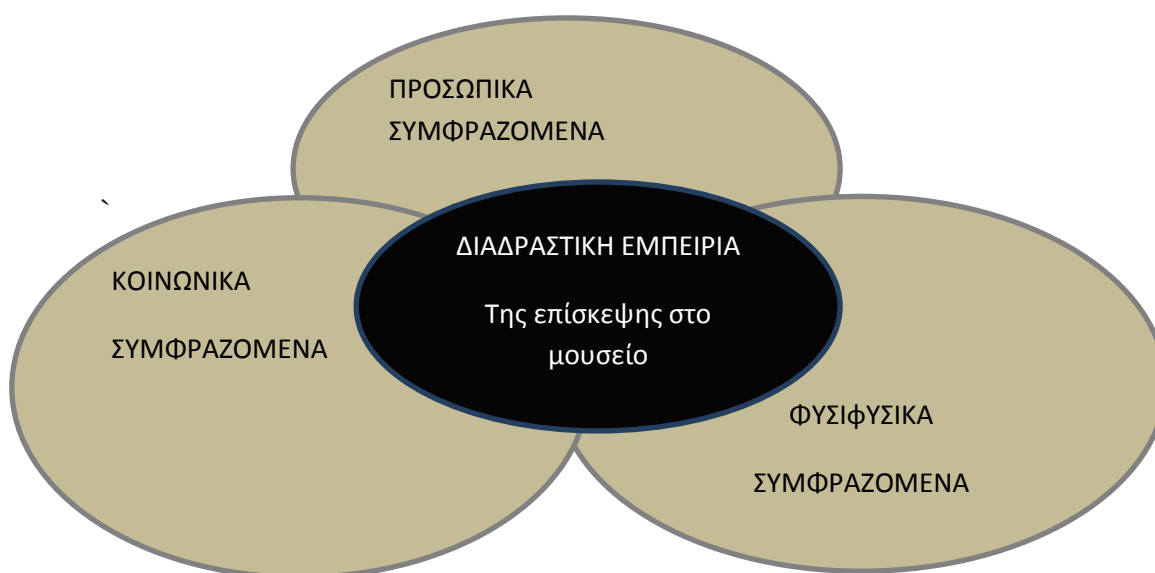 ΠΡΟΣΩΠΙΚΑ
ΣΥΜΦΡΑΖΟΜΕΝΑ
`
ΔΙΑΔΡΑΣΤΙΚΗ ΕΜΠΕΙΡΙΑ
Της επίσκεψης στο
μουσείο
ΚΟΙΝΩΝΙΚΑ
ΣΥΜΦΡΑΖΟΜΕΝΑ
ΦΥΣΙφΥΣΙΚΑ
ΣΥΜΦΡΑΖΟΜΕΝΑ